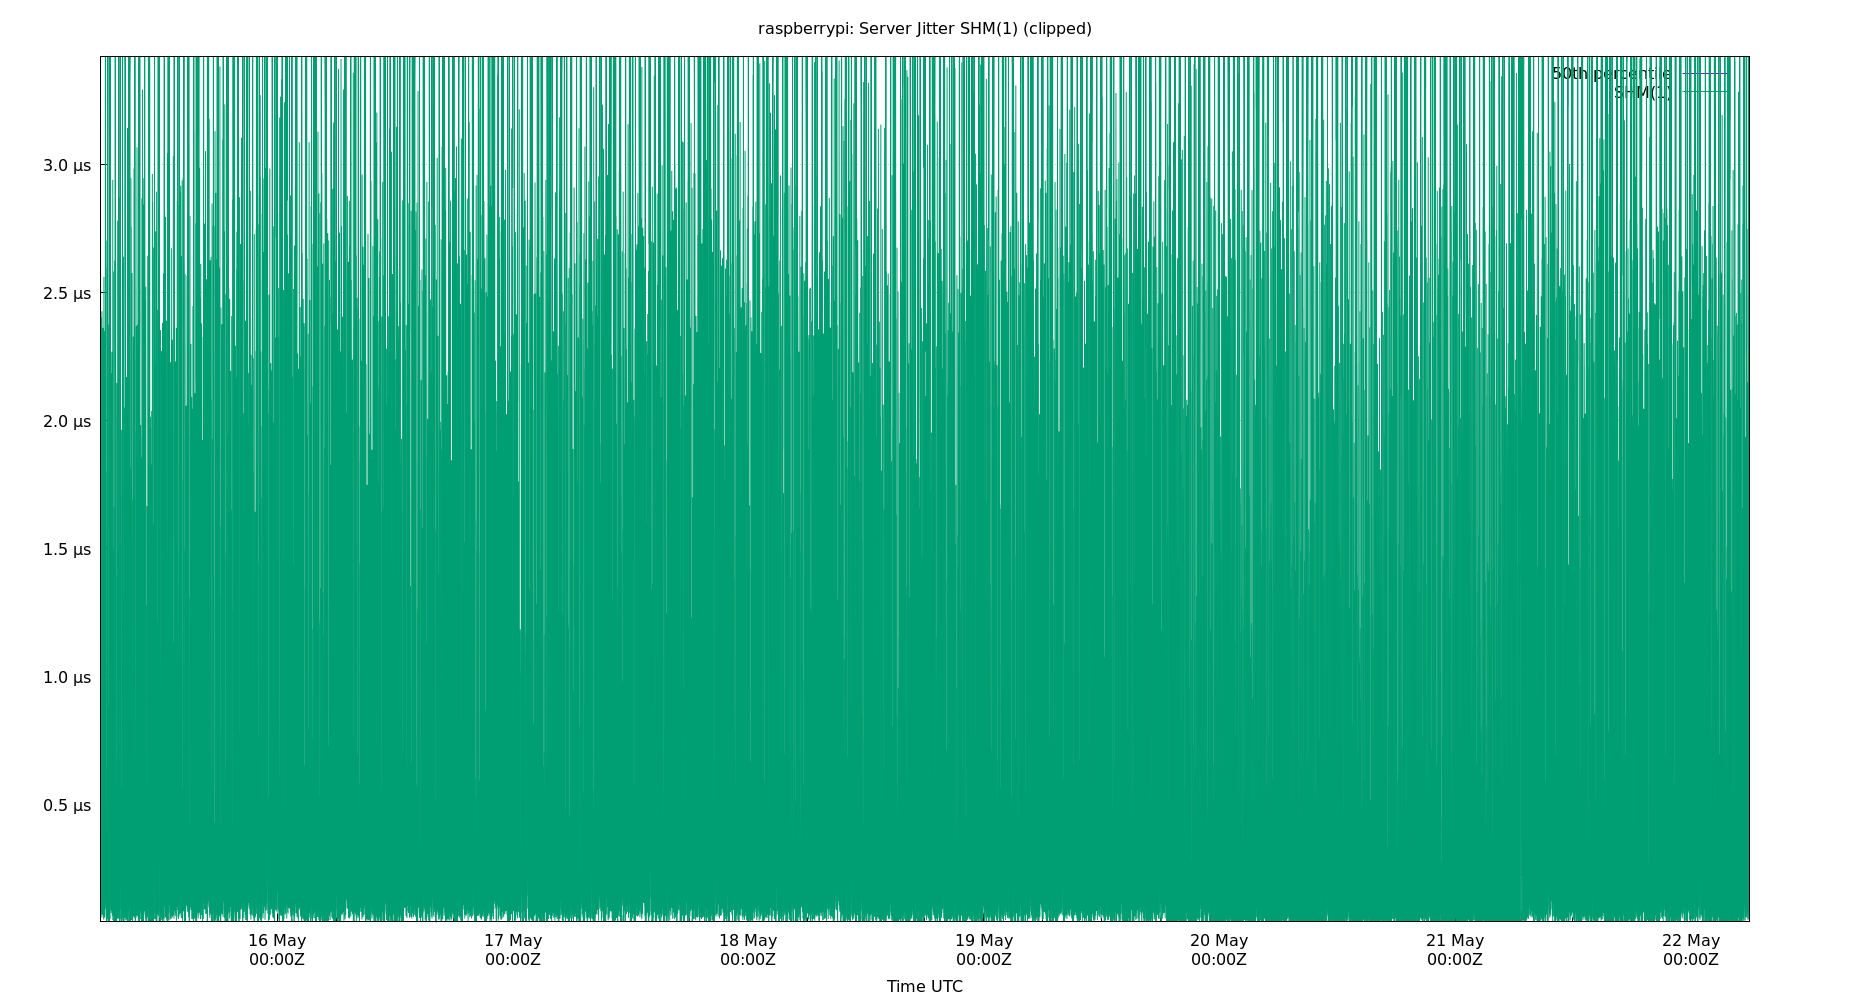 raspberrypi: Server Jitter SHM(1) (clipped)
50th percentile
SHM(1)
3.0 µs
2.5 µs
2.0 µs
1.5 µs
1.0 µs
0.5 µs
16 May 17 May 18 May 19 May 20 May 21 May 22 May
00:00Z 00:00Z 00:00Z 00:00Z 00:00Z 00:00Z 00:00Z
Time UTC